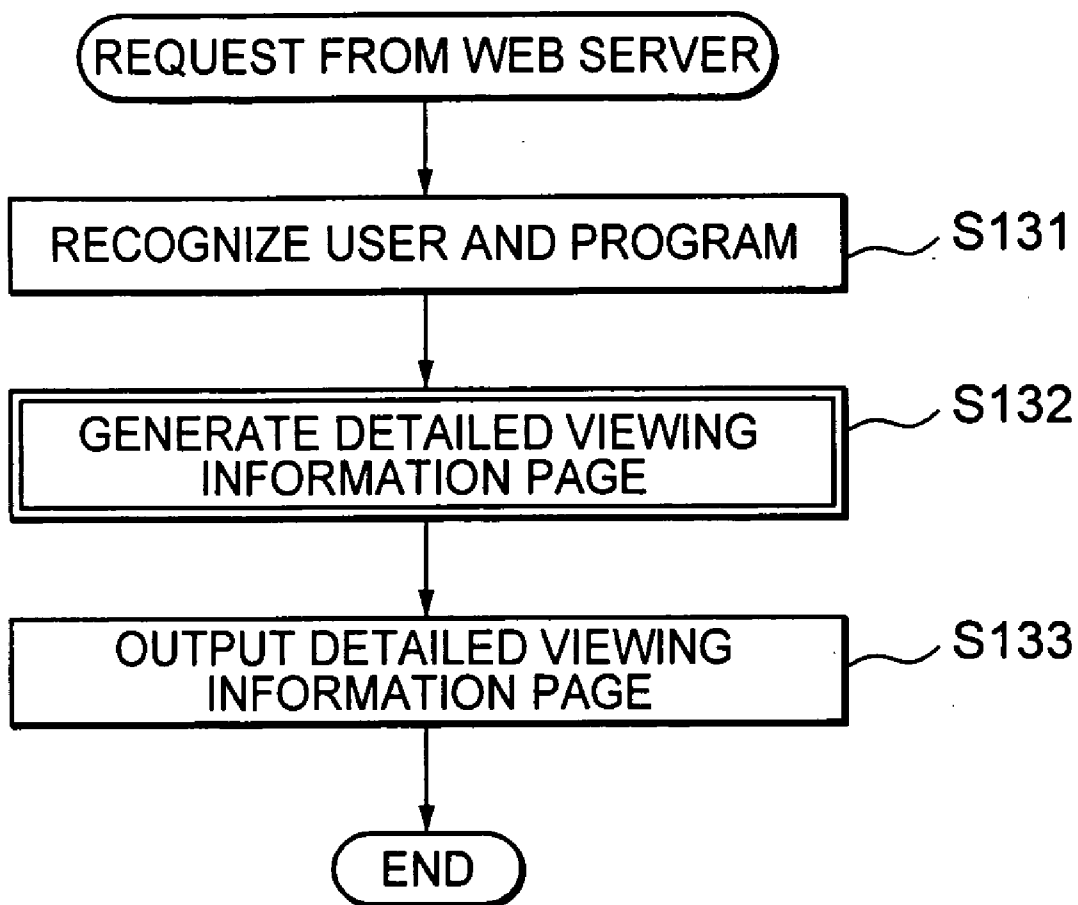 REQUEST FROM WEB SERVER
RECOGNIZE USER AND PROGRAM
S131
GENERATE DETAILED VIEWING
INFORMATION PAGE
S132
OUTPUT DETAILED VIEWING
INFORMATION PAGE
S133
END